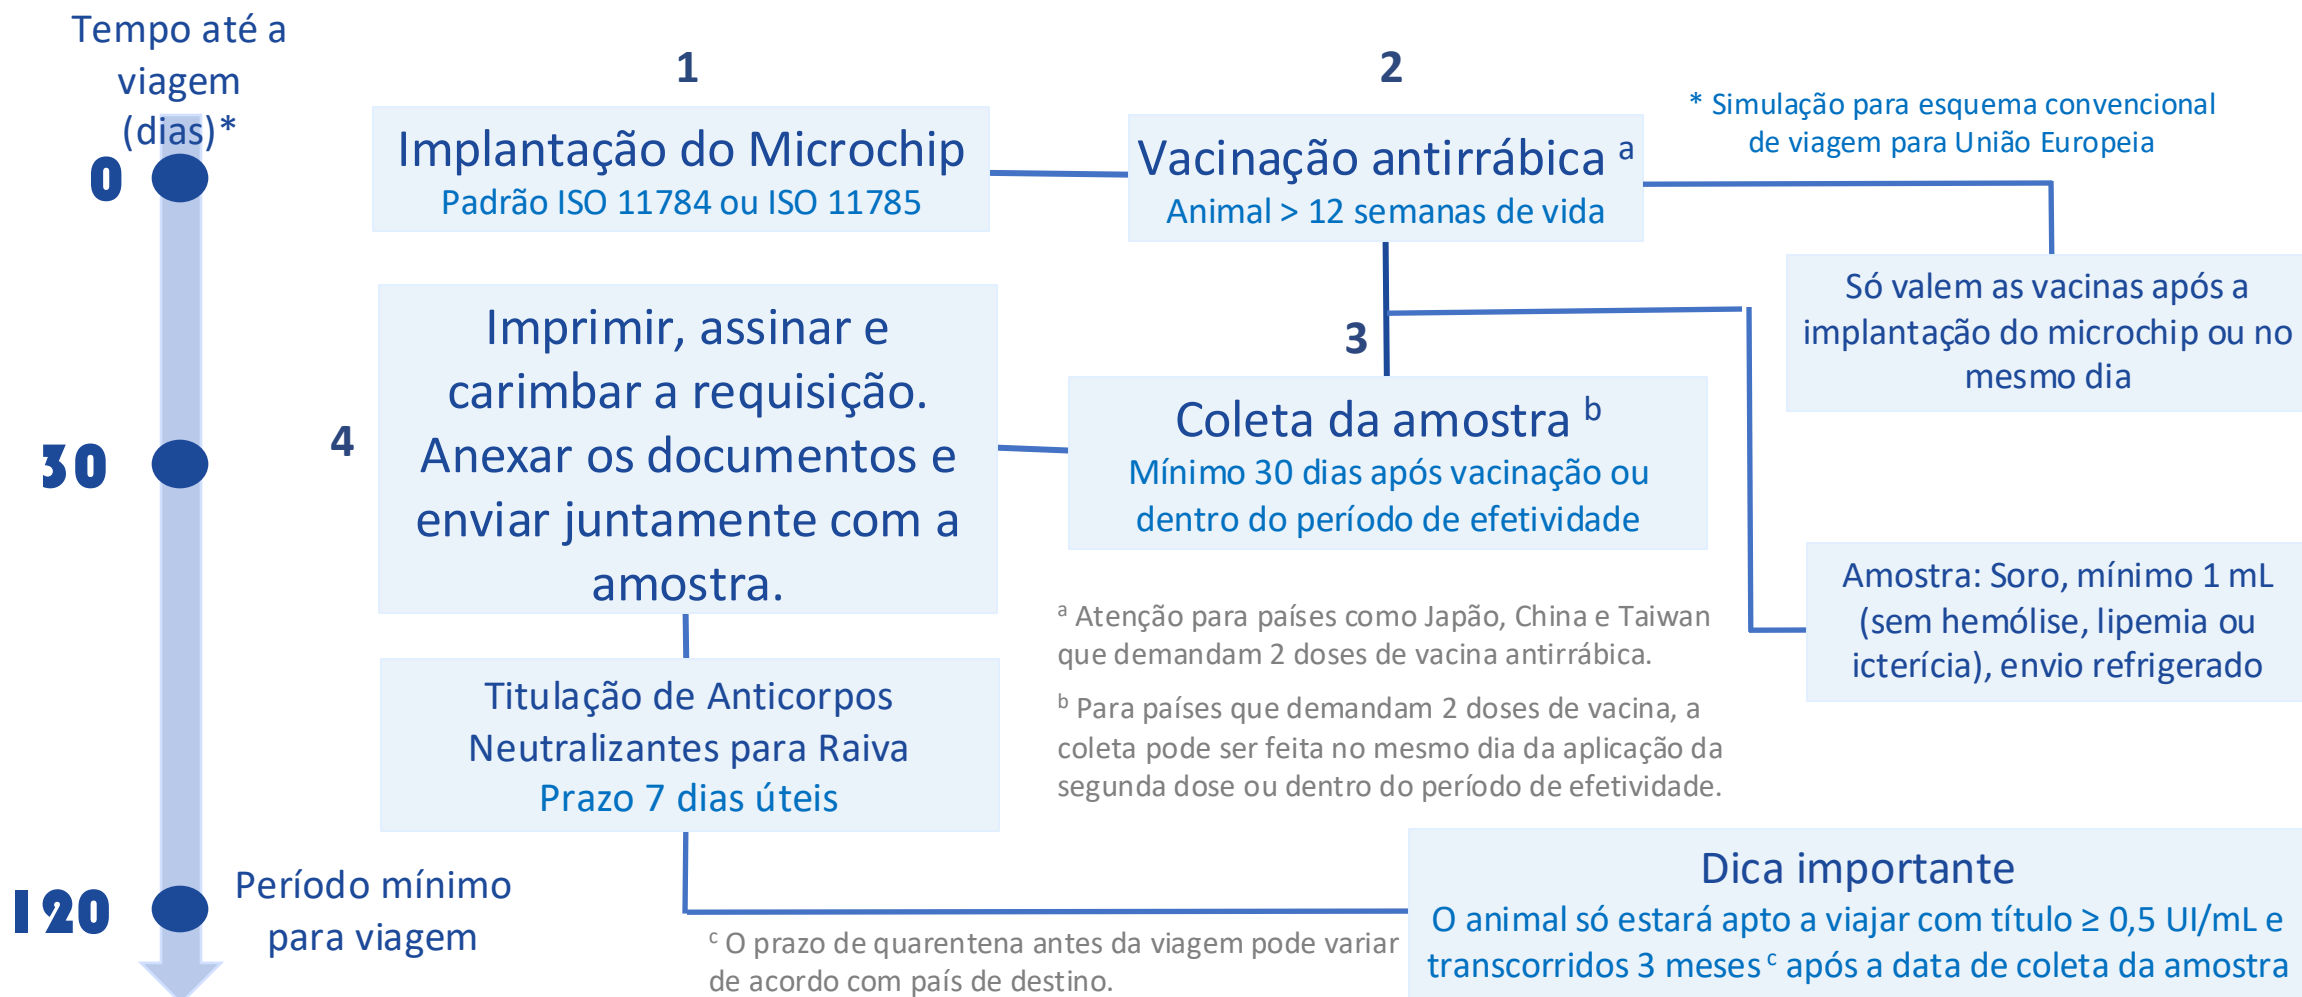 Tempo até a
viagem
(dias)*
0
30
120
Período mínimo
para viagem
1
Implantação do Microchip
Padrão ISO 11784 ou ISO 11785
2
Vacinação antirrábica ᵃ
Animal > 12 semanas de vida
* Simulação para esquema convencional
de viagem para União Europeia
Só valem as vacinas após a
implantação do microchip ou no
mesmo dia
3
Coleta da amostra ᵇ
Mínimo 30 dias após vacinação ou
dentro do período de efetividade
Amostra: Soro, mínimo 1 mL
(sem hemólise, lipemia ou
icterícia), envio refrigerado
4
Imprimir, assinar e
carimbar a requisição.
Anexar os documentos e
enviar juntamente com a
amostra.
ᵃ Atenção para países como Japão, China e Taiwan
que demandam 2 doses de vacina antirrábica.
ᵇ Para países que demandam 2 doses de vacina, a
coleta pode ser feita no mesmo dia da aplicação da
segunda dose ou dentro do período de efetividade.
Titulação de Anticorpos
Neutralizantes para Raiva
Prazo 7 dias úteis
Dica importante
O animal só estará apto a viajar com título ≥ 0,5 UI/mL e
transcorridos 3 meses ᶜ após a data de coleta da amostra
ᶜ O prazo de quarentena antes da viagem pode variar
de acordo com país de destino.